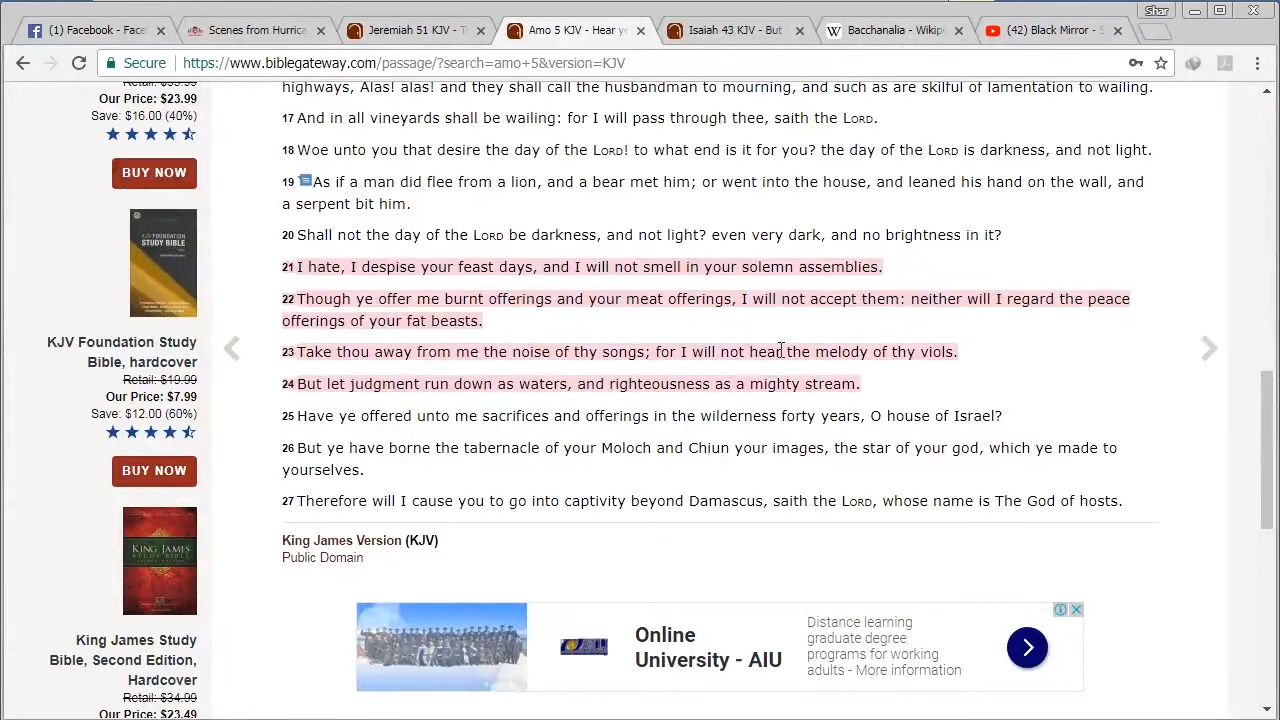 Shar
(1) Facebook - Face
Scenes from Hurrica
Jeremiah 51 KJV - T
Amo 5 KJV - Hear ye
Isaiah 43 KJV - But
W Bacchanalia - Wikip
(42) Black Mirror - S
Secure https://www.biblegateway.com/passage/?search=amo+5&version=KJV
Our Price: $23.99
Save: $16.00 (40%)
BUY NOW
KJV FOUNDATION
STUDY BIBLE
KJV Foundation Study
Bible, hardcover
Retail: $19.99
Our Price: $7.99
Save: $12.00 (60%)
BUY NOW
KING JAMES
STUDY BIBLE
King James Study
Bible, Second Edition,
Hardcover
Retail: $34.99
Our Price: $23.49
highways, Alas! alas! and they shall call the husbandman to mourning, and such as are skilful of lamentation to wailing.
17 And in all vineyards shall be wailing: for I will pass through thee, saith the Lord.
18 Woe unto you that desire the day of the Lord! to what end is it for you? the day of the Lord is darkness, and not light.
19 As if a man did flee from a lion, and a bear met him; or went into the house, and leaned his hand on the wall, and
a serpent bit him.
20 Shall not the day of the Lord be darkness, and not light? even very dark, and no brightness in it?
21 I hate, I despise your feast days, and I will not smell in your solemn assemblies.
22 Though ye offer me burnt offerings and your meat offerings, I will not accept them: neither will I regard the peace
offerings of your fat beasts.
23 Take thou away from me the noise of thy songs; for I will not hear the melody of thy viols.
24 But let judgment run down as waters, and righteousness as a mighty stream.
25 Have ye offered unto me sacrifices and offerings in the wilderness forty years, O house of Israel?
26 But ye have borne the tabernacle of your Moloch and Chiun your images, the star of your god, which ye made to
yourselves.
27 Therefore will I cause you to go into captivity beyond Damascus, saith the Lord, whose name is The God of hosts.
King James Version (KJV)
Public Domain
AIU
Online
University - AIU
Distance learning
graduate degree
programs for working
adults - More information